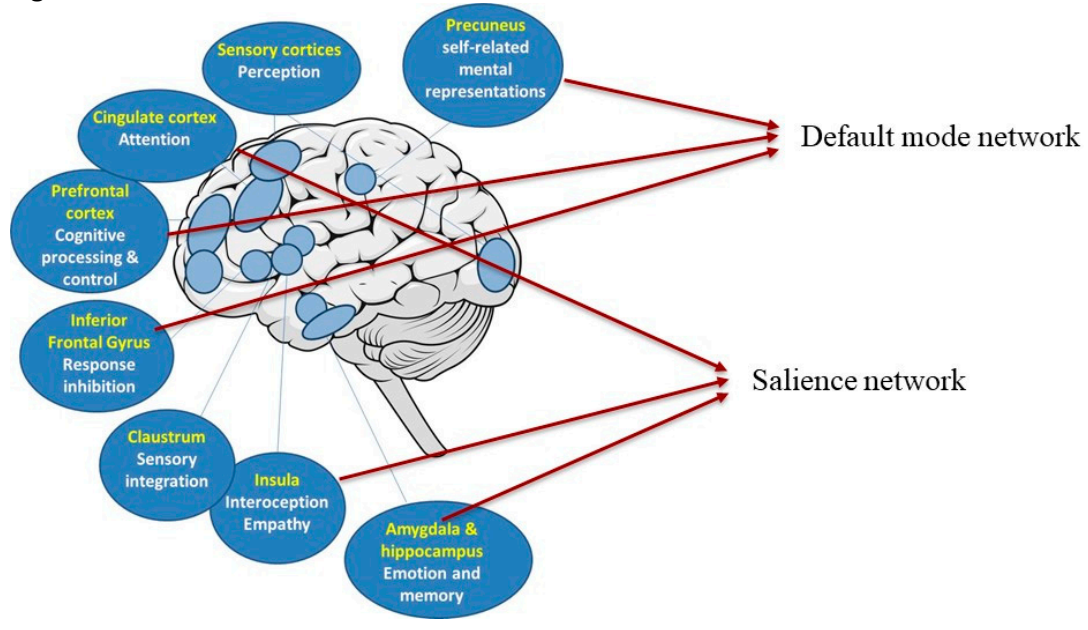 Sensory cortices
Perception
Precuneus
self-related
mental
representations
Cingulate cortex
Attention
Default mode network
Prefrontal
cortex
Cognitive
processing &
control
Inferior
Frontal Gyrus
Response
inhibition
Salience network
Claustrum
Sensory
integration
Insula
Interoception
Empathy
Amygdala &
hippocampus
Emotion and
memory